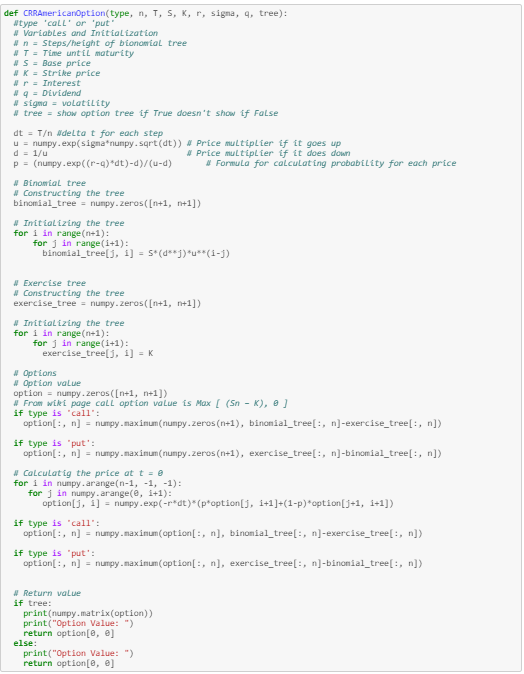 def CRRAmericanOption(type, n, T, S, K, r, sigma, q, tree):
#type 'call' or 'put'
# Variables and Initialization
# n = Steps/height of bionomial tree
# T = Time until maturity
# S = Base price
# K = Strike price
# r = Interest
# q = Dividend
# sigma = volatility
# tree = show option tree if True doesn't show if False
dt = T/n #delta t for each step
u = numpy.exp(sigma*numpy.sqrt(dt)) # Price multiplier if it goes up
d = 1/u # Price multiplier if it does down
p = (numpy.exp((r-q)*dt)-d)/(u-d) # Formula for calculating probability for each price
# Binomial tree
# Constructing the tree
binomial_tree = numpy.zeros([n+1, n+1])
# Initializing the tree
for i in range(n+1):
for j in range(i+1):
binomial_tree[j, i] = S*(d**j)*u**(i-j)
# Exercise tree
# Constructing the tree
exercise_tree = numpy.zeros([n+1, n+1])
# Initializing the tree
for i in range(n+1):
for j in range(i+1):
exercise_tree[j, i] = K
# Options
# Option value
option = numpy.zeros([n+1, n+1])
# From wiki page call option value is Max [ (Sn − K), 0 ]
if type is 'call':
option[:, n] = numpy.maximum(numpy.zeros(n+1), binomial_tree[:, n]-exercise_tree[:, n])
if type is 'put':
option[:, n] = numpy.maximum(numpy.zeros(n+1), exercise_tree[:, n]-binomial_tree[:, n])
# Calculatig the price at t = 0
for i in numpy.arange(n-1, -1, -1):
for j in numpy.arange(0, i+1):
option[j, i] = numpy.exp(-r*dt)*(p*option[j, i+1]+(1-p)*option[j+1, i+1])
if type is 'call':
option[:, n] = numpy.maximum(option[:, n], binomial_tree[:, n]-exercise_tree[:, n])
if type is 'put':
option[:, n] = numpy.maximum(option[:, n], exercise_tree[:, n]-binomial_tree[:, n])
# Return value
if tree:
print(numpy.matrix(option))
print("Option Value: ")
return option[0, 0]
else:
print("Option Value: ")
return option[0, 0]